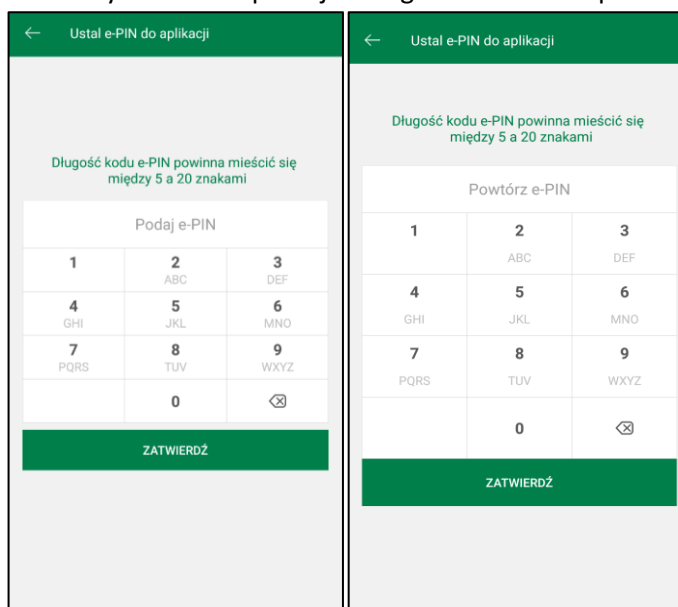 Ustal e-PIN do aplikacji
Długość kodu e-PIN powinna mieścić się
między 5 a 20 znakami
Podaj e-PIN
1 2 3
ABC DEF
4 5 6
GHI JKL MNO
7 8 9
PQRS TUV WXYZ
0
ZATWIERDŹ
Ustal e-PIN do aplikacji
Długość kodu e-PIN powinna mieścić się
między 5 a 20 znakami
Powtórz e-PIN
1 2 3
ABC DEF
4 5 6
GHI JKL MNO
7 8 9
PQRS TUV WXYZ
0
ZATWIERDŹ